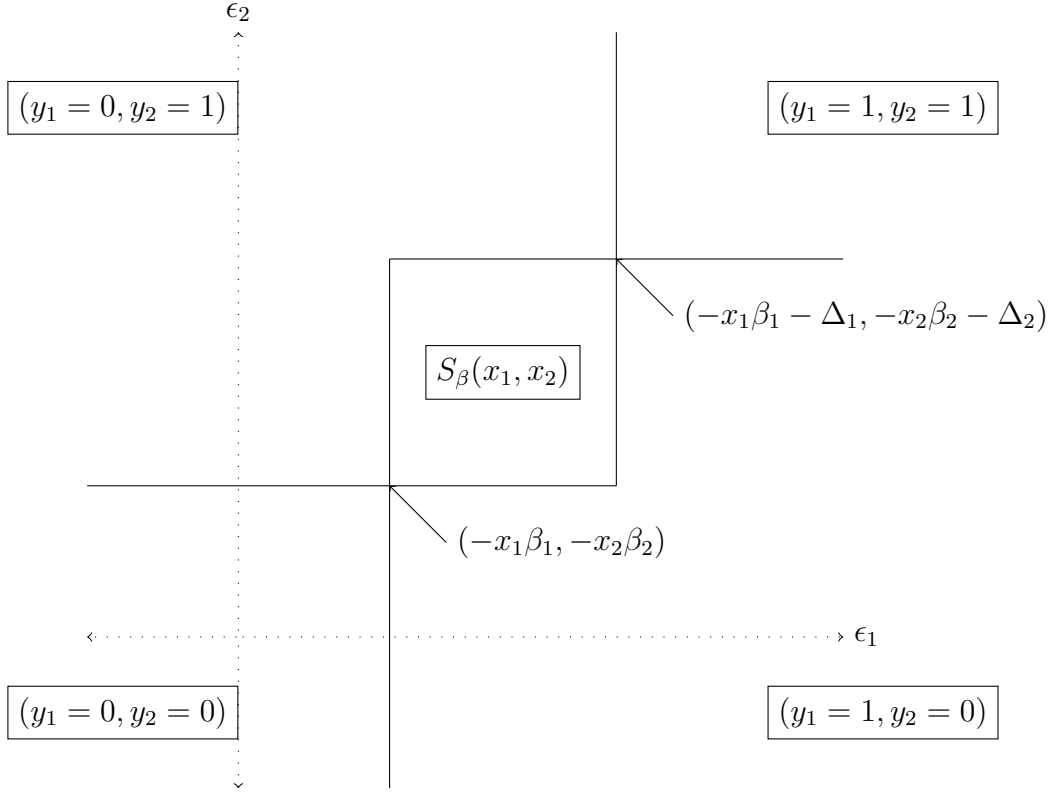 ϵ₂
(y₁ = 0, y₂ = 1)
(y₁ = 1, y₂ = 1)
(−x₁β₁ − Δ₁, −x₂β₂ − Δ₂)
S_β(x₁, x₂)
(−x₁β₁, −x₂β₂)
ϵ₁
(y₁ = 0, y₂ = 0)
(y₁ = 1, y₂ = 0)